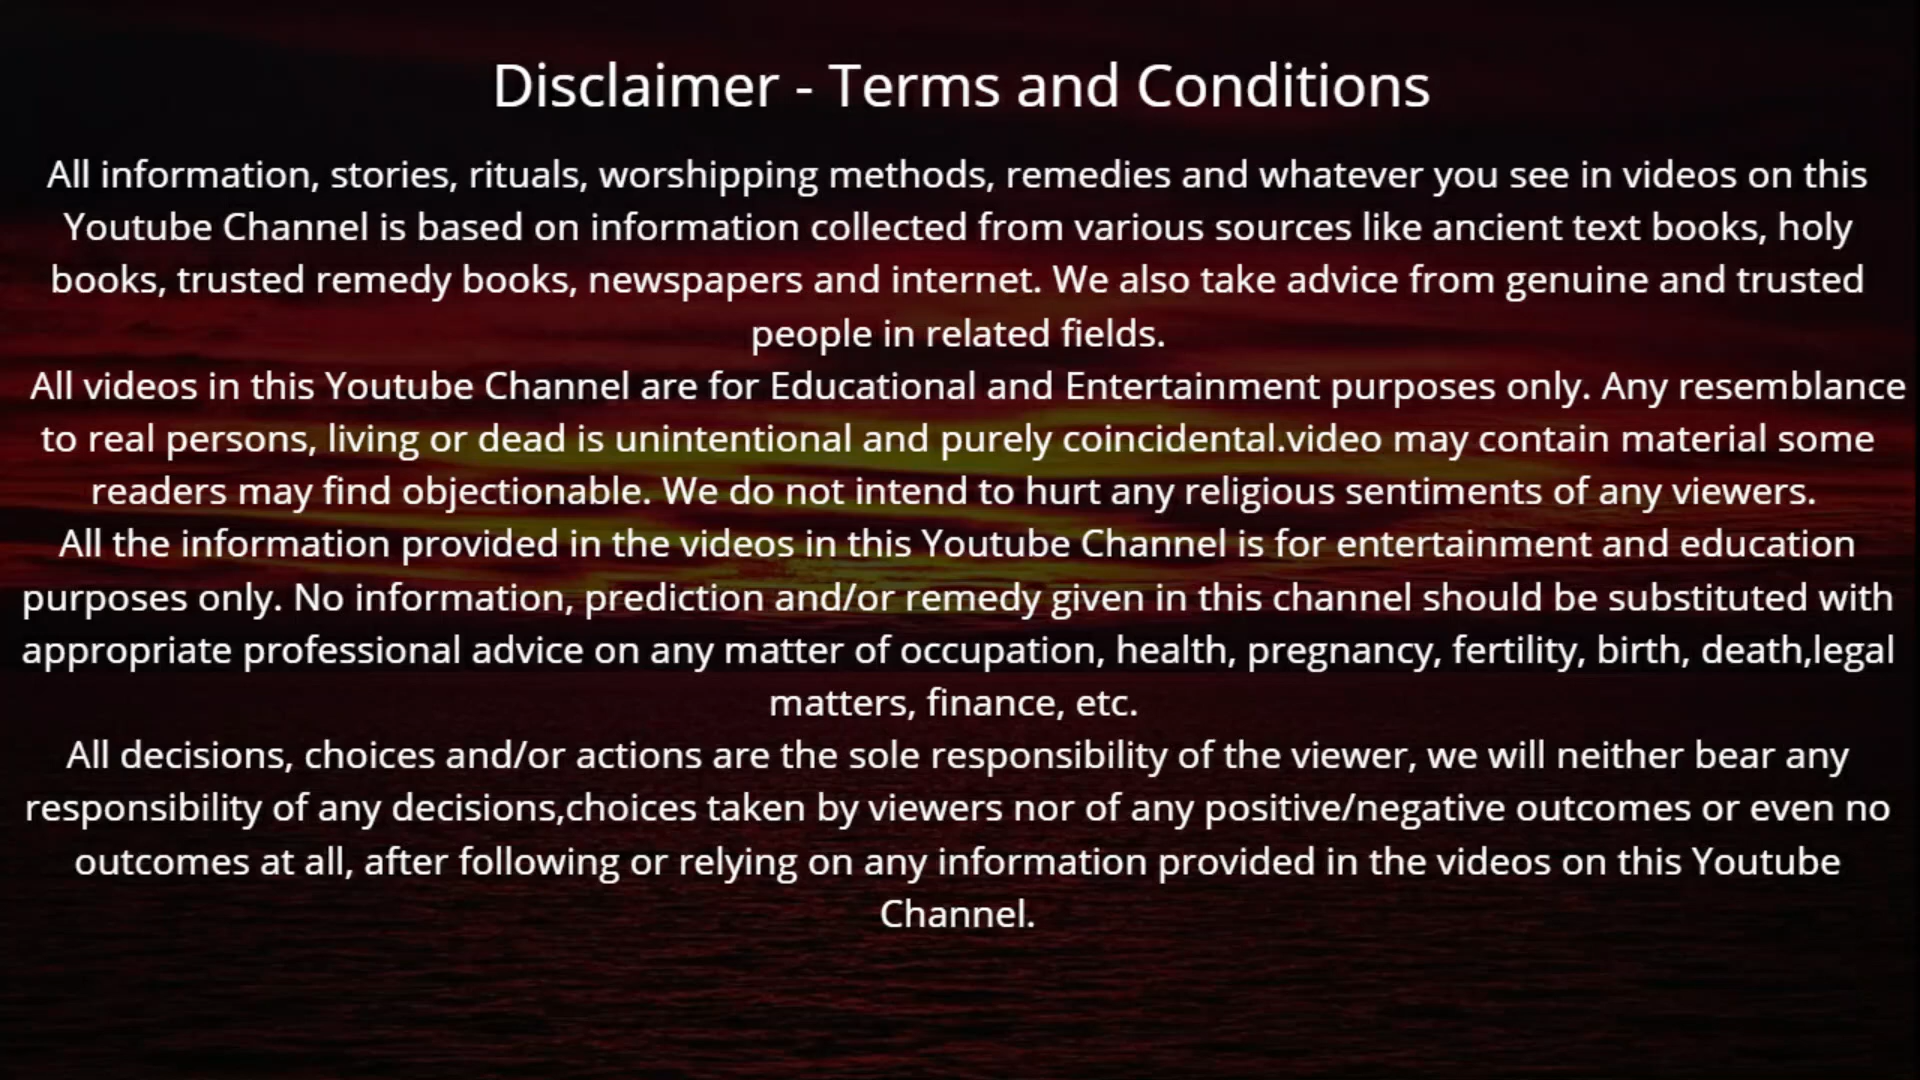 Disclaimer - Terms and Conditions
All information, stories, rituals, worshipping methods, remedies and whatever you see in videos on this
Youtube Channel is based on information collected from various sources like ancient text books, holy
books, trusted remedy books, newspapers and internet. We also take advice from genuine and trusted
people in related fields.
All videos in this Youtube Channel are for Educational and Entertainment purposes only. Any resemblance
to real persons, living or dead is unintentional and purely coincidental.video may contain material some
readers may find objectionable. We do not intend to hurt any religious sentiments of any viewers.
All the information provided in the videos in this Youtube Channel is for entertainment and education
purposes only. No information, prediction and/or remedy given in this channel should be substituted with
appropriate professional advice on any matter of occupation, health, pregnancy, fertility, birth, death,legal
matters, finance, etc.
All decisions, choices and/or actions are the sole responsibility of the viewer, we will neither bear any
responsibility of any decisions,choices taken by viewers nor of any positive/negative outcomes or even no
outcomes at all, after following or relying on any information provided in the videos on this Youtube
Channel.